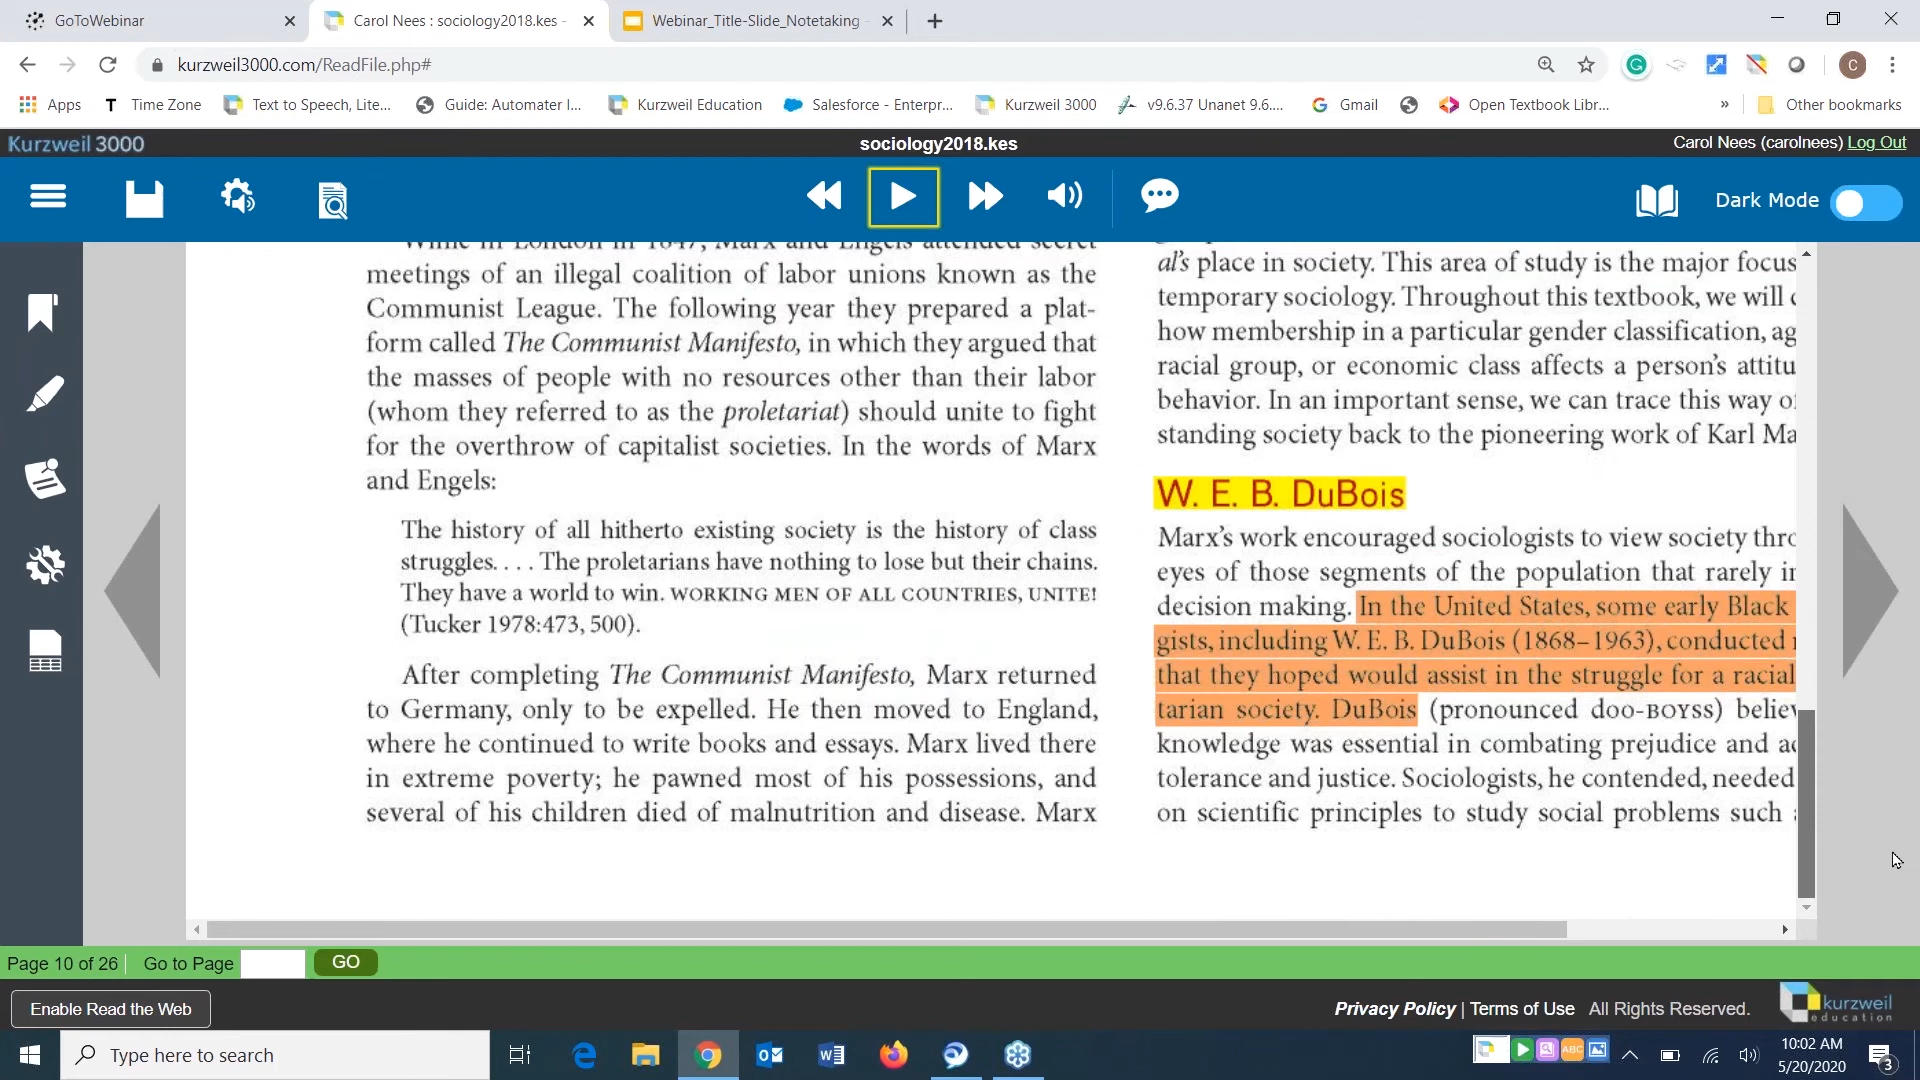 GoToWebinar
Carol Nees : sociology2018.kes -
Webinar_Title-Slide_Notetaking -
kurzweil3000.com/ReadFile.php#
Apps
Time Zone
Text to Speech, Lite...
Guide: Automater I...
Kurzweil Education
Salesforce - Enterpr...
Kurzweil 3000
v9.6.37 Unanet 9.6....
Gmail
Open Textbook Libr...
»
Other bookmarks
Kurzweil 3000
sociology2018.kes
Carol Nees (carolnees) Log Out
Dark Mode
While in London in 1847, Marx and Engels attended secret
meetings of an illegal coalition of labor unions known as the
Communist League. The following year they prepared a plat-
form called The Communist Manifesto, in which they argued that
the masses of people with no resources other than their labor
(whom they referred to as the proletariat) should unite to fight
for the overthrow of capitalist societies. In the words of Marx
and Engels:
The history of all hitherto existing society is the history of class
struggles. . . . The proletarians have nothing to lose but their chains.
They have a world to win. WORKING MEN OF ALL COUNTRIES, UNITE!
(Tucker 1978:473, 500).
After completing The Communist Manifesto, Marx returned
to Germany, only to be expelled. He then moved to England,
where he continued to write books and essays. Marx lived there
in extreme poverty; he pawned most of his possessions, and
several of his children died of malnutrition and disease. Marx
al's place in society. This area of study is the major focus
temporary sociology. Throughout this textbook, we will
how membership in a particular gender classification, ag
racial group, or economic class affects a person's attitu
behavior. In an important sense, we can trace this way
standing society back to the pioneering work of Karl Ma
W. E. B. DuBois
Marx's work encouraged sociologists to view society thro
eyes of those segments of the population that rarely
decision making. In the United States, some early Black
gists, including W. E. B. DuBois (1868–1963), conducted
that they hoped would assist in the struggle for a racial
tarian society. DuBois (pronounced doo-BOYSS) believ
knowledge was essential in combating prejudice and
tolerance and justice. Sociologists, he contended, needed
on scientific principles to study social problems such
Page 10 of 26
Go to Page
GO
Enable Read the Web
Privacy Policy | Terms of Use All Rights Reserved.
kurzweil
education
Type here to search
ABC
10:02 AM
5/20/2020
3
C